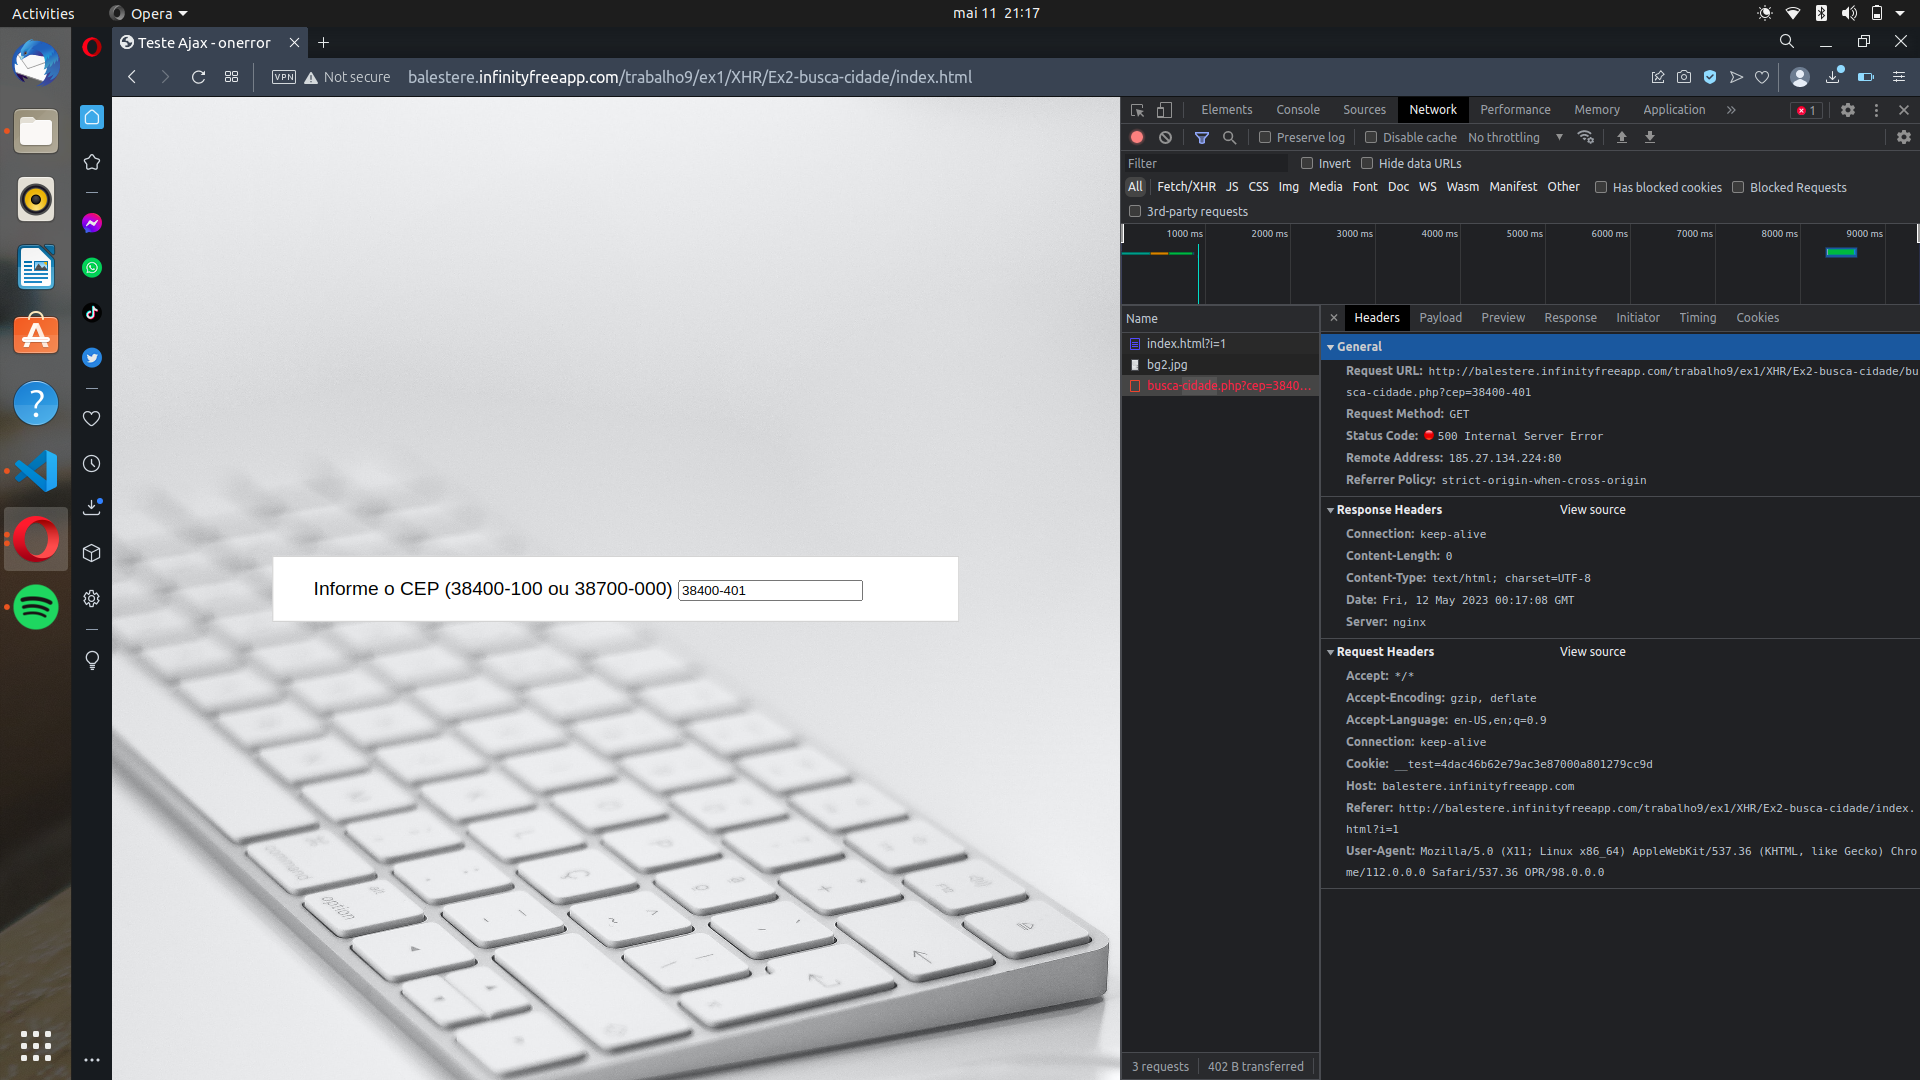 Activities
Opera
mai 11 21:17
Teste Ajax - onerror
VPN
Not secure
balestere.infinityfreeapp.com/trabalho9/ex1/XHR/Ex2-busca-cidade/index.html
Elements Console Sources Network Performance Memory Application
1
Preserve log Disable cache No throttling
Filter
Invert Hide data URLs
All Fetch/XHR JS CSS Img Media Font Doc WS Wasm Manifest Other Has blocked cookies Blocked Requests
3rd-party requests
1000 ms 2000 ms 3000 ms 4000 ms 5000 ms 6000 ms 7000 ms 8000 ms 9000 ms
Name
index.html?i=1
bg2.jpg
busca-cidade.php?cep=3840...
Headers Payload Preview Response Initiator Timing Cookies
General
Request URL: http://balestere.infinityfreeapp.com/trabalho9/ex1/XHR/Ex2-busca-cidade/bu
sca-cidade.php?cep=38400-401
Request Method: GET
Status Code: 500 Internal Server Error
Remote Address: 185.27.134.224:80
Referrer Policy: strict-origin-when-cross-origin
Response Headers View source
Connection: keep-alive
Content-Length: 0
Content-Type: text/html; charset=UTF-8
Date: Fri, 12 May 2023 00:17:08 GMT
Server: nginx
Request Headers View source
Accept: */*
Accept-Encoding: gzip, deflate
Accept-Language: en-US,en;q=0.9
Connection: keep-alive
Cookie: __test=4dac46b62e79ac3e87000a801279cc9d
Host: balestere.infinityfreeapp.com
Referer: http://balestere.infinityfreeapp.com/trabalho9/ex1/XHR/Ex2-busca-cidade/index.
html?i=1
User-Agent: Mozilla/5.0 (X11; Linux x86_64) AppleWebKit/537.36 (KHTML, like Gecko) Chro
me/112.0.0.0 Safari/537.36 OPR/98.0.0.0
3 requests 402 B transferred
Informe o CEP (38400-100 ou 38700-000) 38400-401
command
alt
option